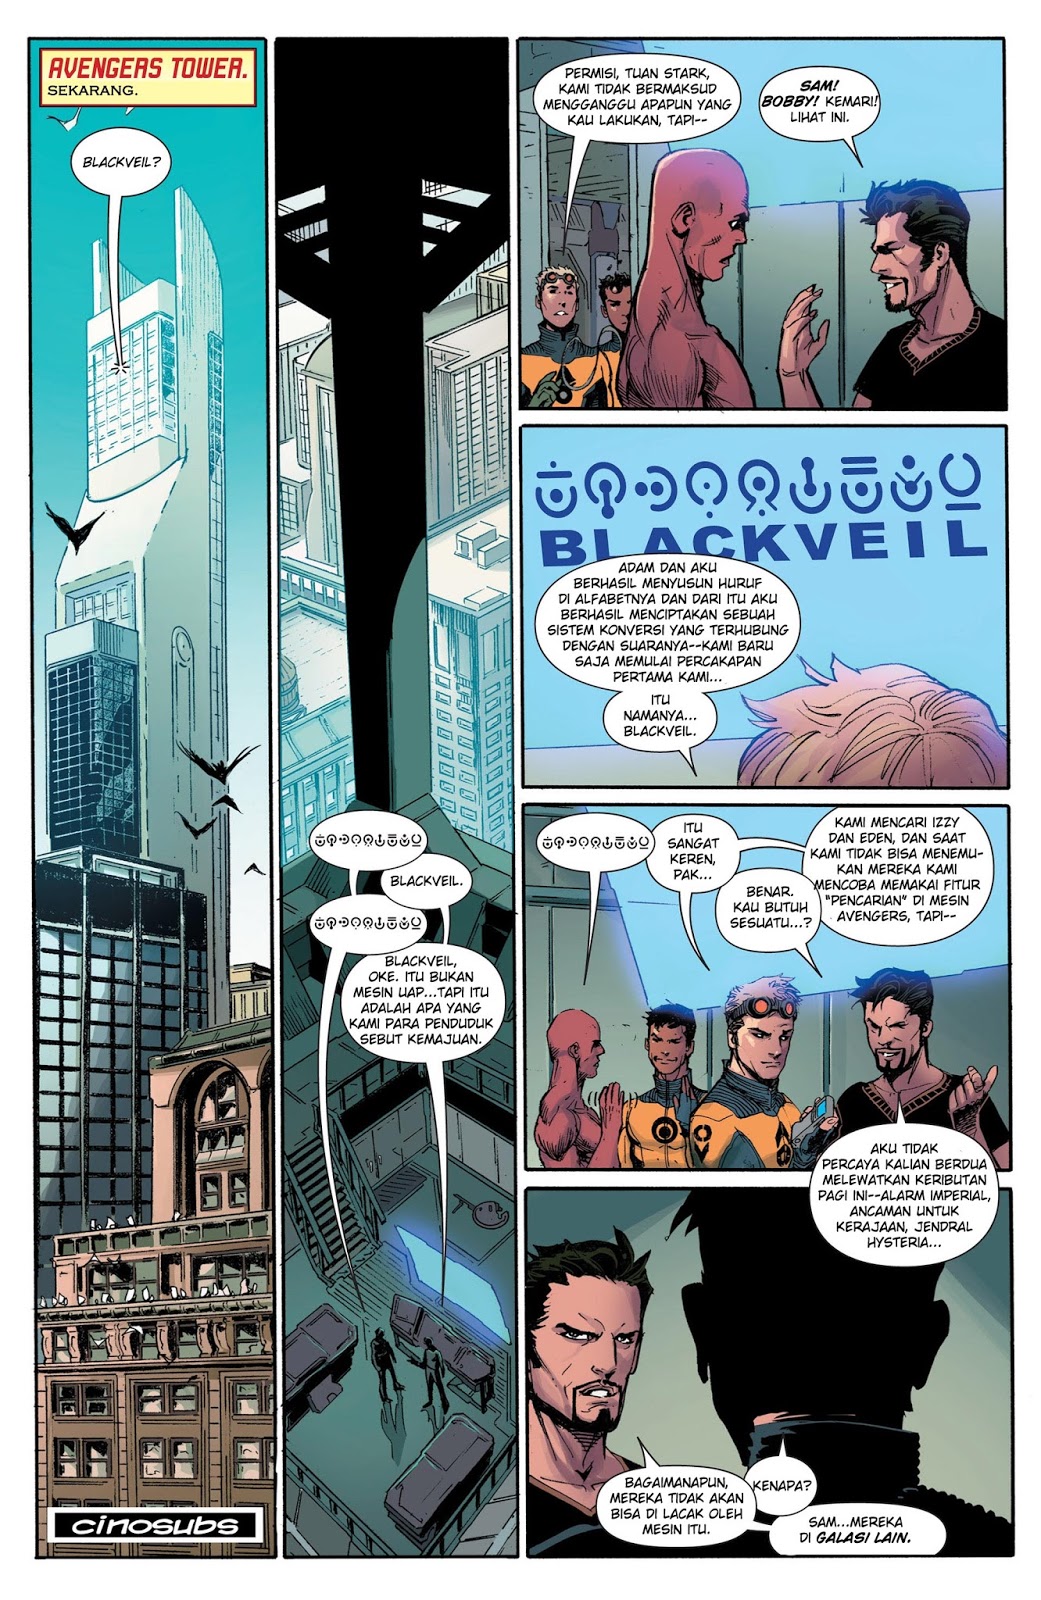 AVENGERS TOWER.
SEKARANG.
BLACKVEIL?
BLACKVEIL.
BLACKVEIL,
OKE. ITU BUKAN
MESIN UAP...TAPI ITU
ADALAH APA YANG
KAMI PARA PENDUDUK
SEBUT KEMAJUAN.
cinosubs
PERMISI, TUAN STARK,
KAMI TIDAK BERMAKSUD
MENGGANGGU APAPUN YANG
KAU LAKUKAN, TAPI--
SAM!
BOBBY! KEMARI!
LIHAT INI.
BLACKVEIL
ADAM DAN AKU
BERHASIL MENYUSUN HURUF
DI ALFABETNYA DAN DARI ITU AKU
BERHASIL MENCIPTAKAN SEBUAH
SISTEM KONVERSI YANG TERHUBUNG
DENGAN SUARANYA--KAMI BARU
SAJA MEMULAI PERCAKAPAN
PERTAMA KAMI...
ITU
NAMANYA...
BLACKVEIL.
ITU
SANGAT
KEREN,
PAK...
BENAR.
KAU BUTUH
SESUATU...?
KAMI MENCARI IZZY
DAN EDEN, DAN SAAT
KAMI TIDAK BISA MENEMU-
KAN MEREKA KAMI
MENCOBA MEMAKAI FITUR
"PENCARIAN" DI MESIN
AVENGERS, TAPI--
AKU TIDAK
PERCAYA KALIAN BERDUA
MELEWATKAN KERIBUTAN
PAGI INI--ALARM IMPERIAL,
ANCAMAN UNTUK
KERAJAAN, JENDRAL
HYSTERIA...
BAGAIMANAPUN,
MEREKA TIDAK AKAN
BISA DI LACAK OLEH
MESIN ITU.
KENAPA?
SAM...MEREKA
DI GALASI LAIN.